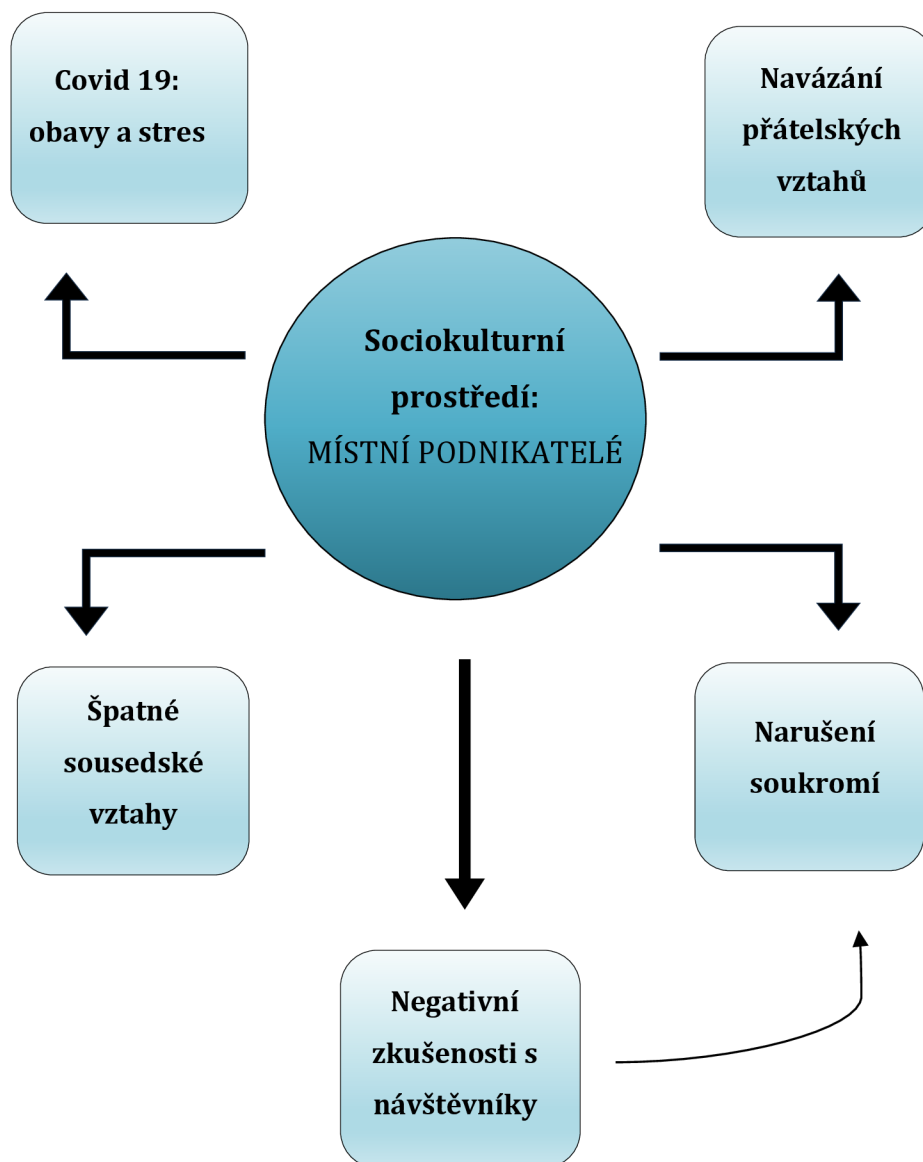 Covid 19:
obavy a stres
Navázání
přátelských
vztahů
Sociokulturní
prostředí:
MÍSTNÍ PODNIKATELÉ
Špatné
sousedské
vztahy
Narušení
soukromí
Negativní
zkušenosti s
návštěvníky